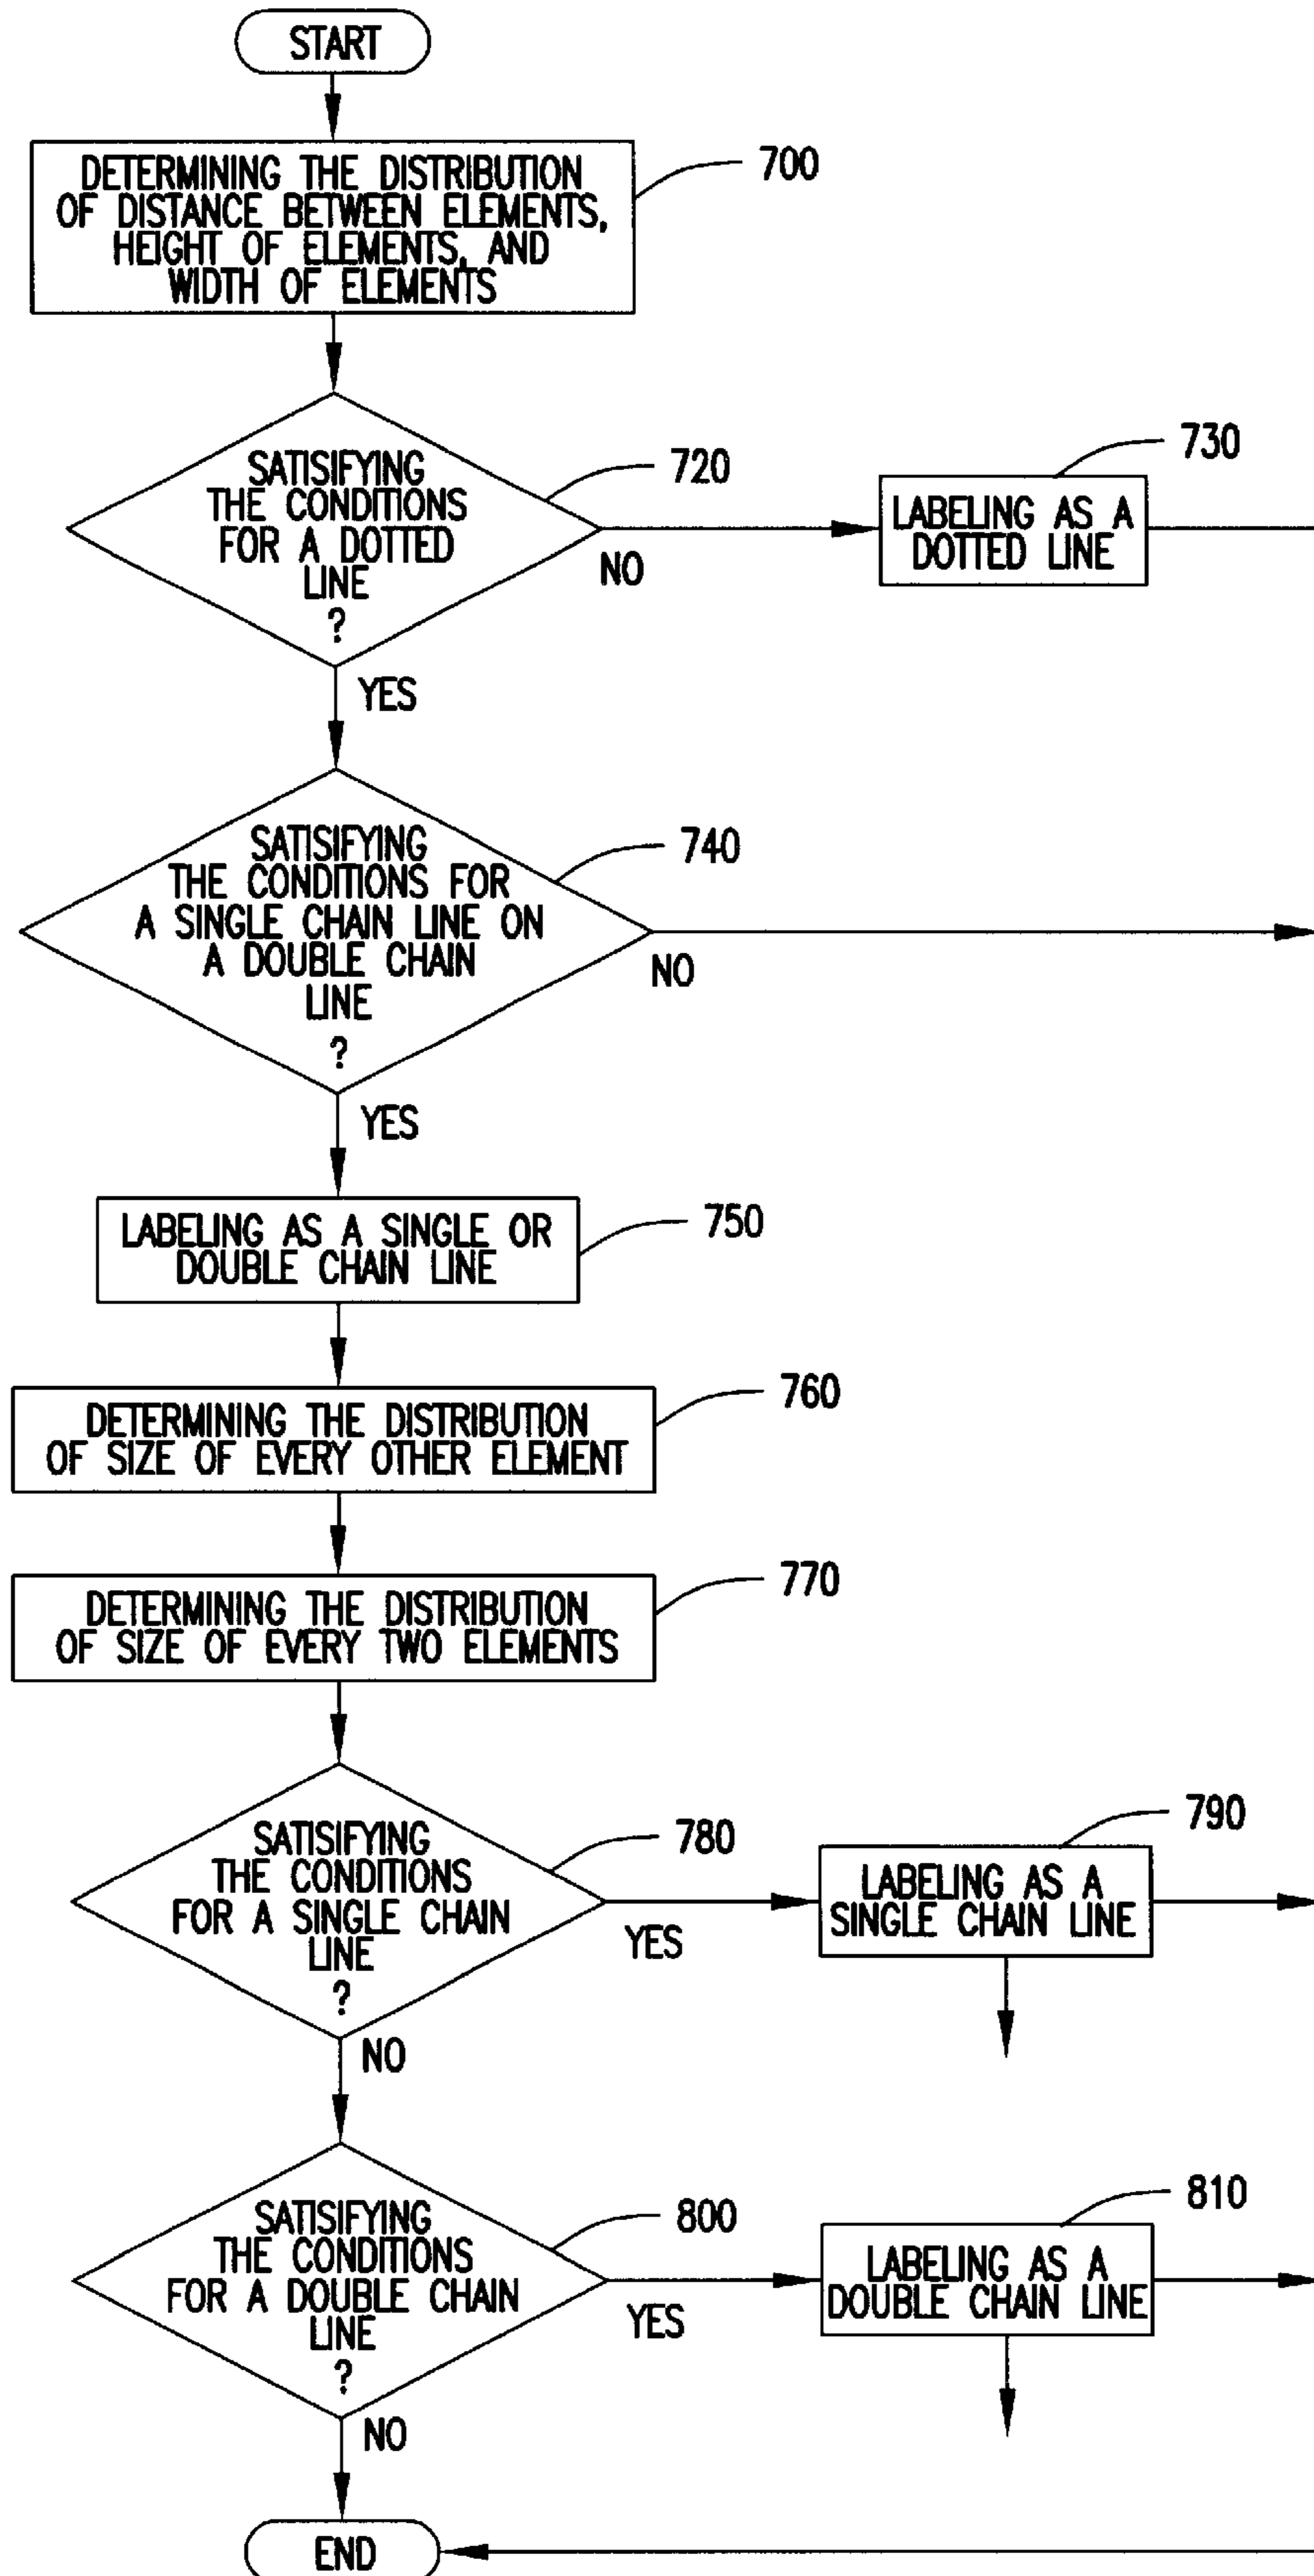 START
DETERMINING THE DISTRIBUTION
OF DISTANCE BETWEEN ELEMENTS,
HEIGHT OF ELEMENTS, AND
WIDTH OF ELEMENTS
700
SATISIFYING
THE CONDITIONS
FOR A DOTTED
LINE
?
720
NO
LABELING AS A
DOTTED LINE
730
YES
SATISIFYING
THE CONDITIONS FOR
A SINGLE CHAIN LINE ON
A DOUBLE CHAIN
LINE
?
740
NO
YES
LABELING AS A SINGLE OR
DOUBLE CHAIN LINE
750
DETERMINING THE DISTRIBUTION
OF SIZE OF EVERY OTHER ELEMENT
760
DETERMINING THE DISTRIBUTION
OF SIZE OF EVERY TWO ELEMENTS
770
SATISIFYING
THE CONDITIONS
FOR A SINGLE CHAIN
LINE
?
780
YES
LABELING AS A
SINGLE CHAIN LINE
790
NO
SATISIFYING
THE CONDITIONS
FOR A DOUBLE CHAIN
LINE
?
800
YES
LABELING AS A
DOUBLE CHAIN LINE
810
NO
END